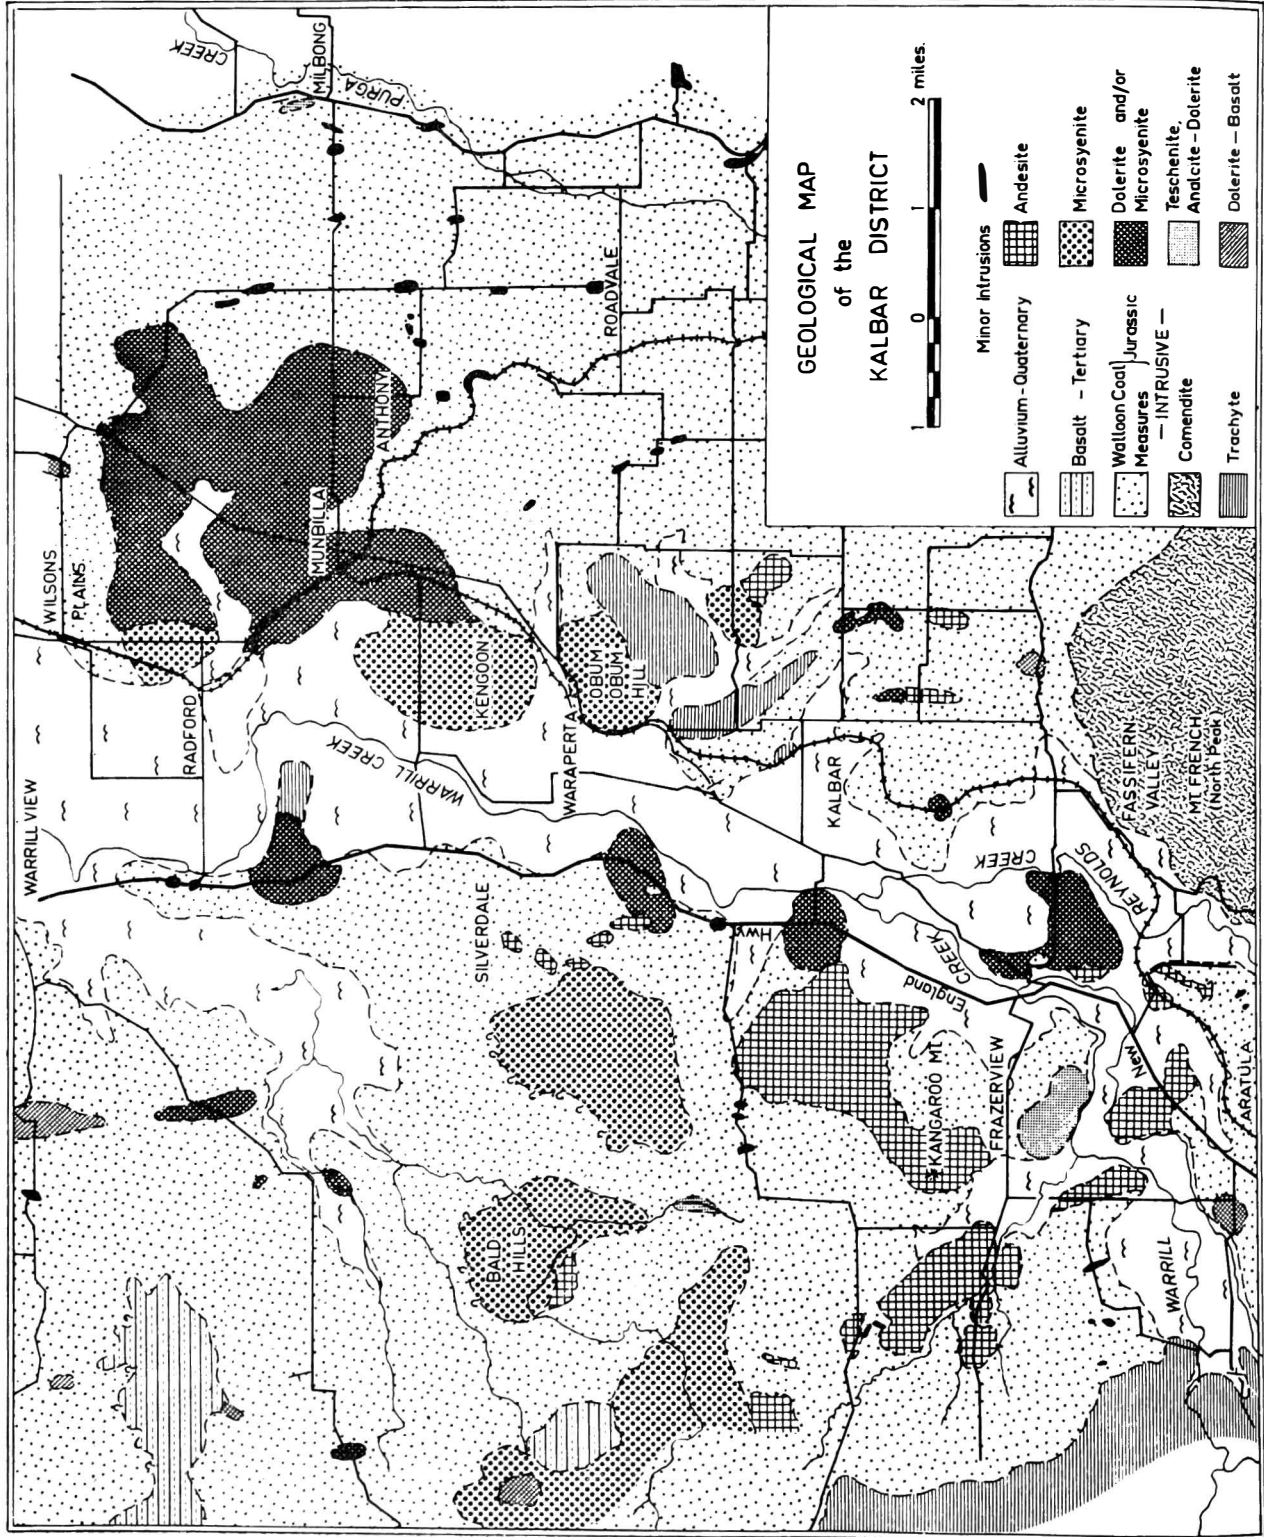 WARRILL VIEW
RADFORD
WILSONS
PLAINS
MUNBILLA
ANTHONY
MILBONG
CREEK
PURGA
SILVERDALE
WARRILL CREEK
KENGOON
WARAPERTA
OBUM
OBUM
HILL
ROADVALE
BALD
HILLS
Hwy.
KALBAR
England
CREEK
CREEK
KANGAROO MT.
FRAZERVIEW
REYNOLDS
FASSIFERN
VALLEY
MT FRENCH
(North Peak)
New
WARRILL
ARATULA
GEOLOGICAL MAP
of the
KALBAR DISTRICT
1 0 1 2 miles.
Minor Intrusions
Alluvium-Quaternary
Andesite
Basalt - Tertiary
Microsyenite
Walloon Coal } Jurassic
Measures
Dolerite and/or
Microsyenite
— INTRUSIVE —
Comendite
Teschenite,
Analcite-Dolerite
Trachyte
Dolerite - Basalt